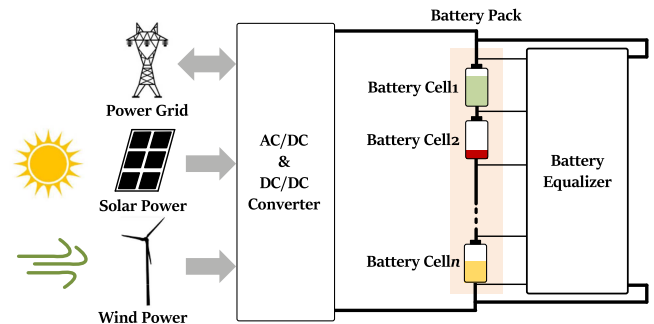 Battery Pack
Power Grid
Battery Cell1
Battery Cell2
AC/DC
&
DC/DC
Converter
Battery
Equalizer
Solar Power
Battery Celln
Wind Power